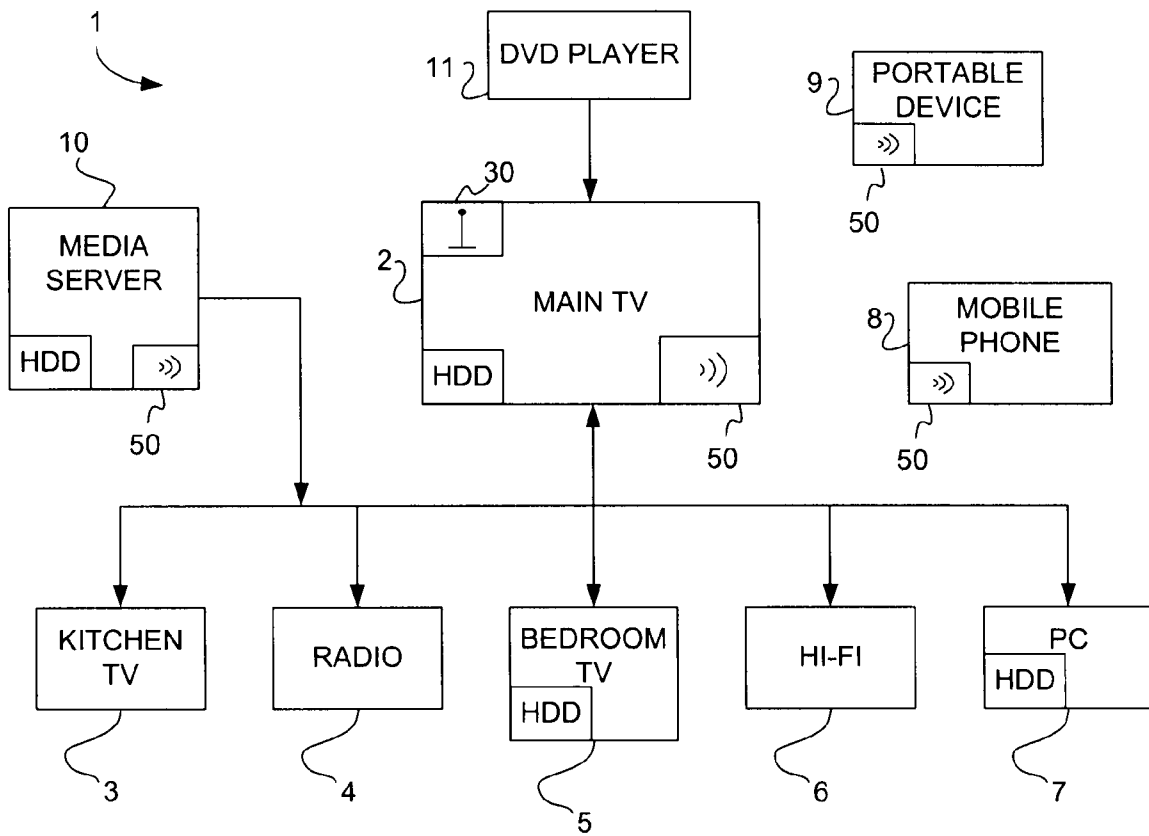 1
DVD PLAYER
11
PORTABLE
DEVICE
9
50
10
MEDIA
SERVER
HDD
50
30
2
MAIN TV
HDD
50
MOBILE
PHONE
8
50
KITCHEN
TV
3
RADIO
4
BEDROOM
TV
HDD
5
HI-FI
6
PC
HDD
7